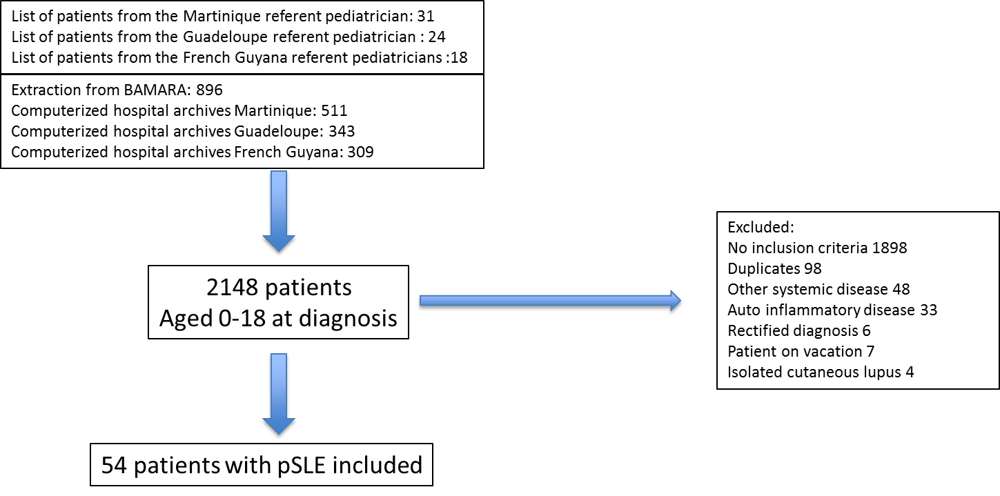 List of patients from the Martinique referent pediatrician: 31
List of patients from the Guadeloupe referent pediatrician : 24
List of patients from the French Guyana referent pediatricians :18
Extraction from BAMARA: 896
Computerized hospital archives Martinique: 511
Computerized hospital archives Guadeloupe: 343
Computerized hospital archives French Guyana: 309
2148 patients
Aged 0-18 at diagnosis
Excluded:
No inclusion criteria 1898
Duplicates 98
Other systemic disease 48
Auto inflammatory disease 33
Rectified diagnosis 6
Patient on vacation 7
Isolated cutaneous lupus 4
54 patients with pSLE included